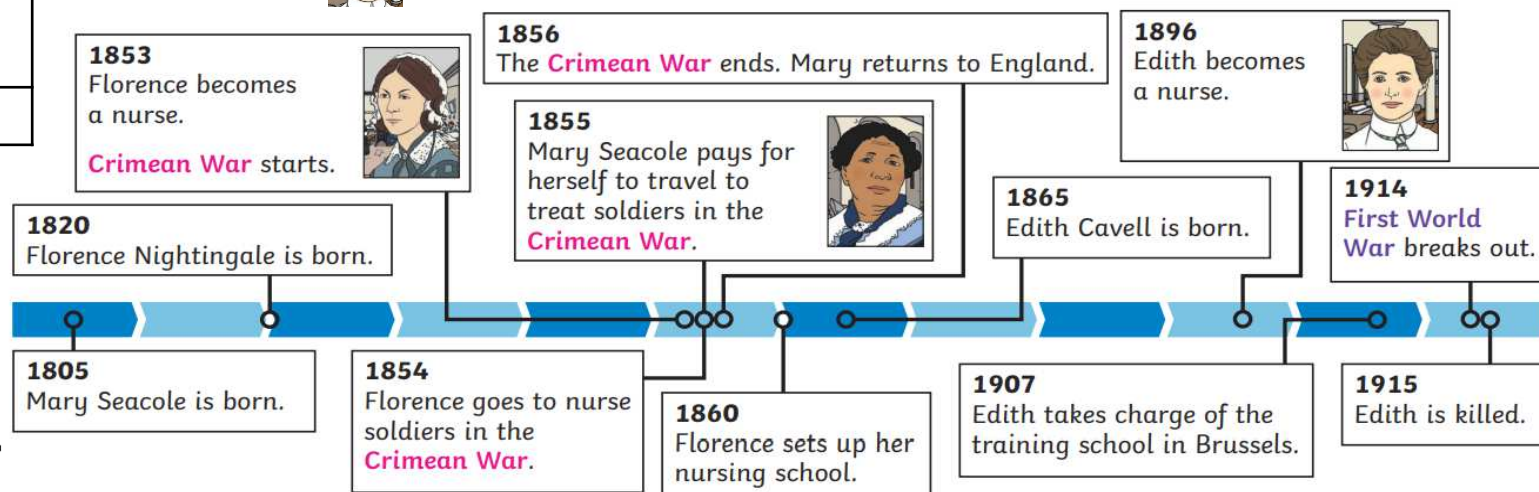 1853
Florence becomes
a nurse.
Crimean War starts.
1856
The Crimean War ends. Mary returns to England.
1896
Edith becomes
a nurse.
1855
Mary Seacole pays for
herself to travel to
treat soldiers in the
Crimean War.
1865
Edith Cavell is born.
1914
First World
War breaks out.
1820
Florence Nightingale is born.
1805
Mary Seacole is born.
1854
Florence goes to nurse
soldiers in the
Crimean War.
1860
Florence sets up her
nursing school.
1907
Edith takes charge of the
training school in Brussels.
1915
Edith is killed.